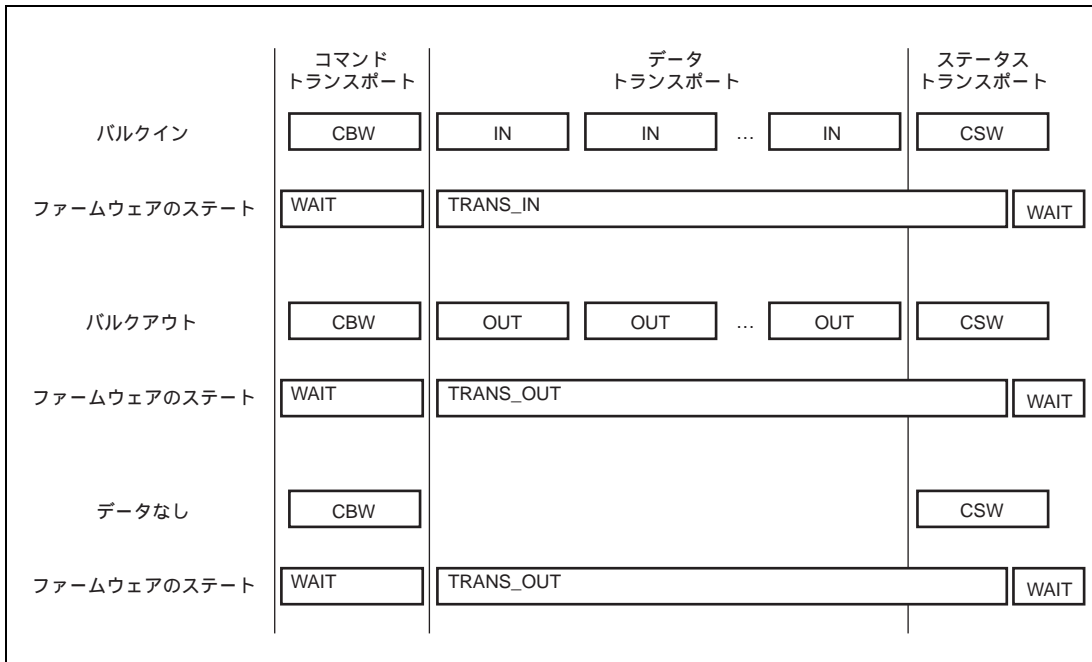 コマンド
トランスポート
データ
トランスポート
ステータス
トランスポート
バルクイン
CBW
IN
IN
…
IN
CSW
ファームウェアのステート
WAIT
TRANS_IN
WAIT
バルクアウト
CBW
OUT
OUT
…
OUT
CSW
ファームウェアのステート
WAIT
TRANS_OUT
WAIT
データなし
CBW
CSW
ファームウェアのステート
WAIT
TRANS_OUT
WAIT